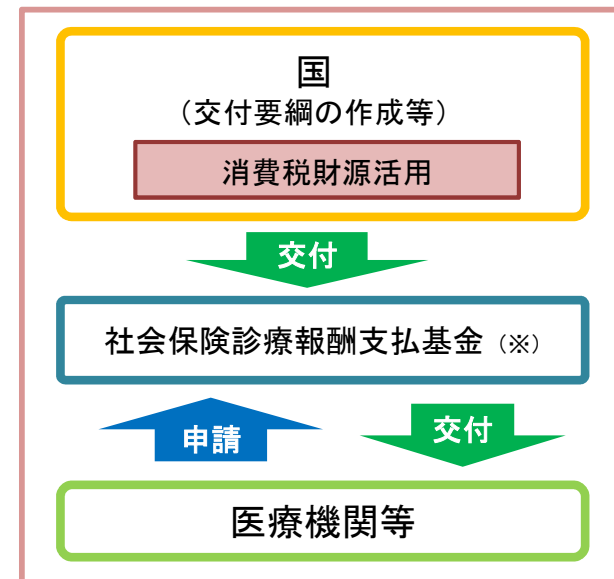 国
（交付要綱の作成等）
消費税財源活用
交付
社会保険診療報酬支払基金（※）
申請
交付
医療機関等